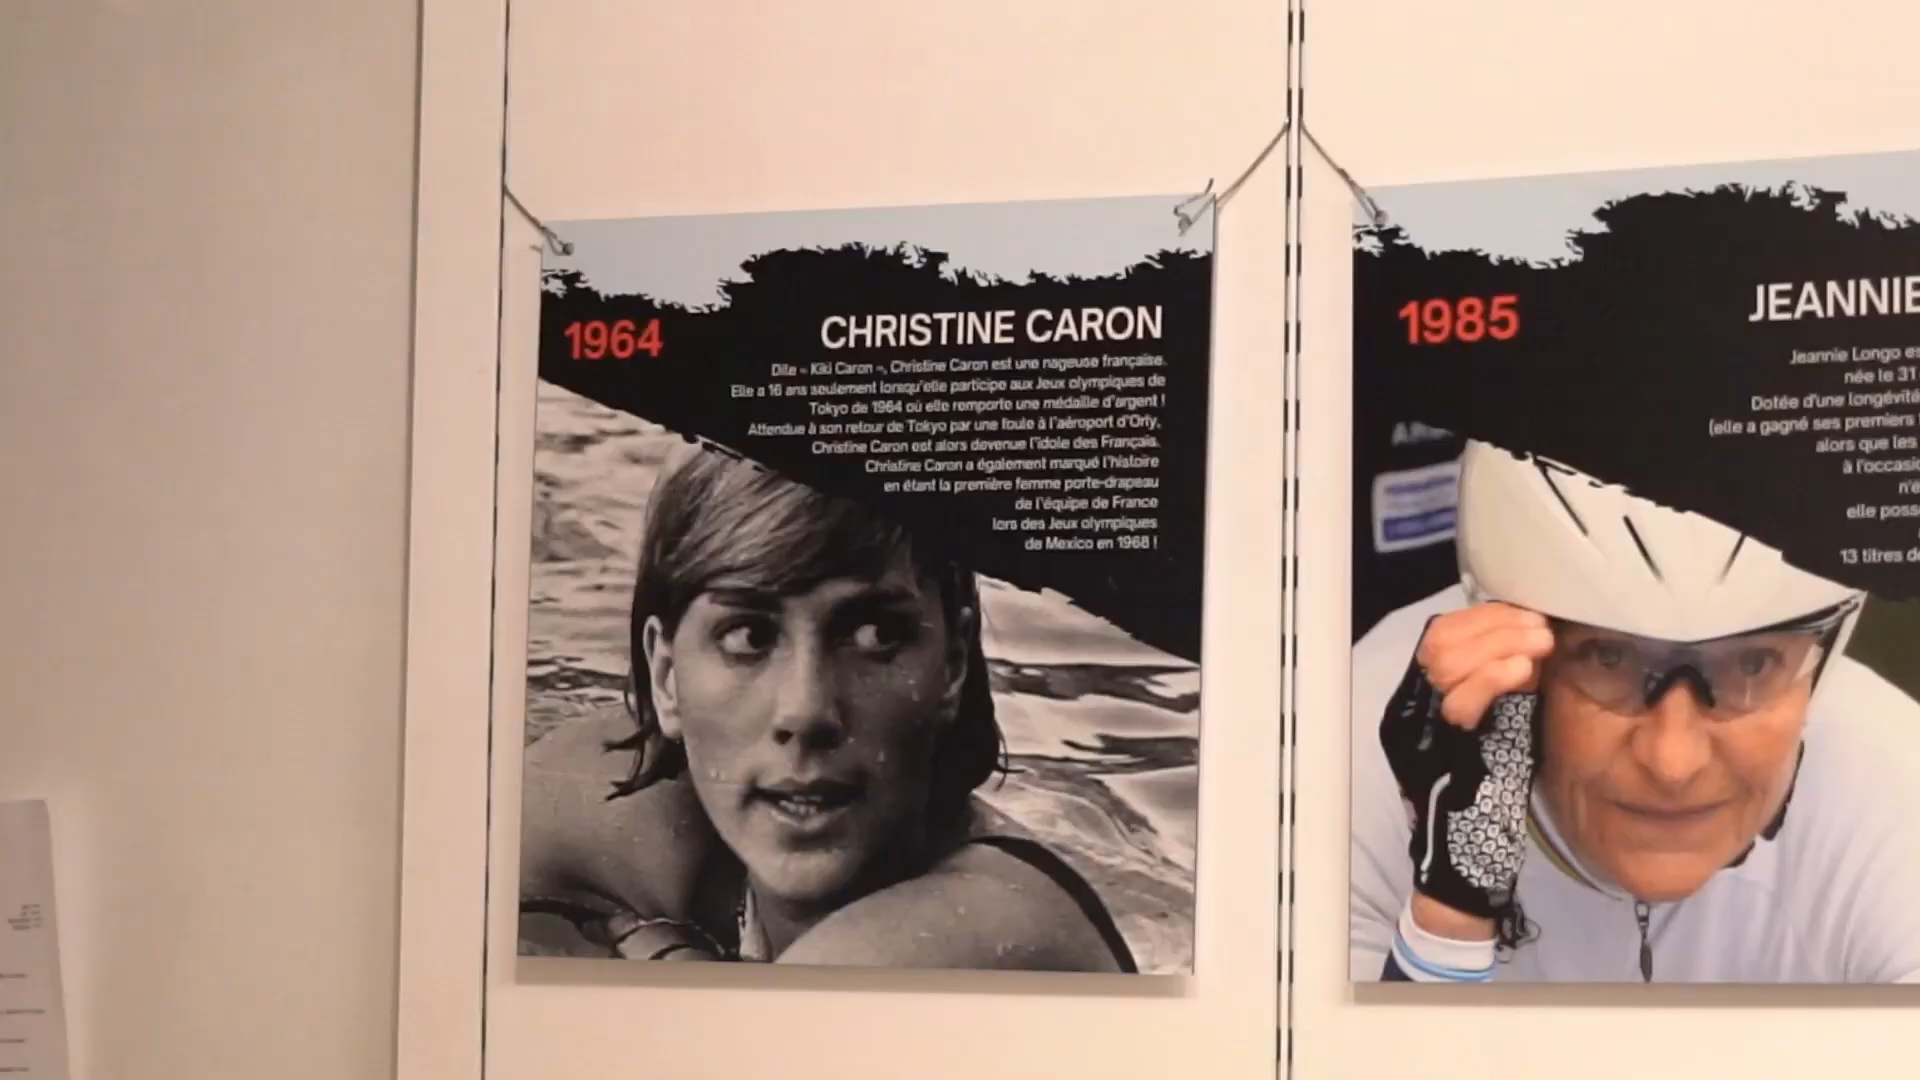 1964
CHRISTINE CARON
Dite « Kiki Caron », Christine Caron est une nageuse française.
Elle a 16 ans seulement lorsqu'elle participe aux Jeux olympiques de
Tokyo de 1964 où elle remporte une médaille d'argent !
Attendue à son retour de Tokyo par une foule à l'aéroport d'Orly,
Christine Caron est alors devenue l'idole des Français.
Christine Caron a également marqué l'histoire
en étant la première femme porte-drapeau
de l'équipe de France
lors des Jeux olympiques
de Mexico en 1968 !
1985
JEANNIE
Jeannie Longo es
née le 31
Dotée d'une longévité
(elle a gagné ses premiers
alors que les
à l'occasio
n'é
elle poss
13 titres de